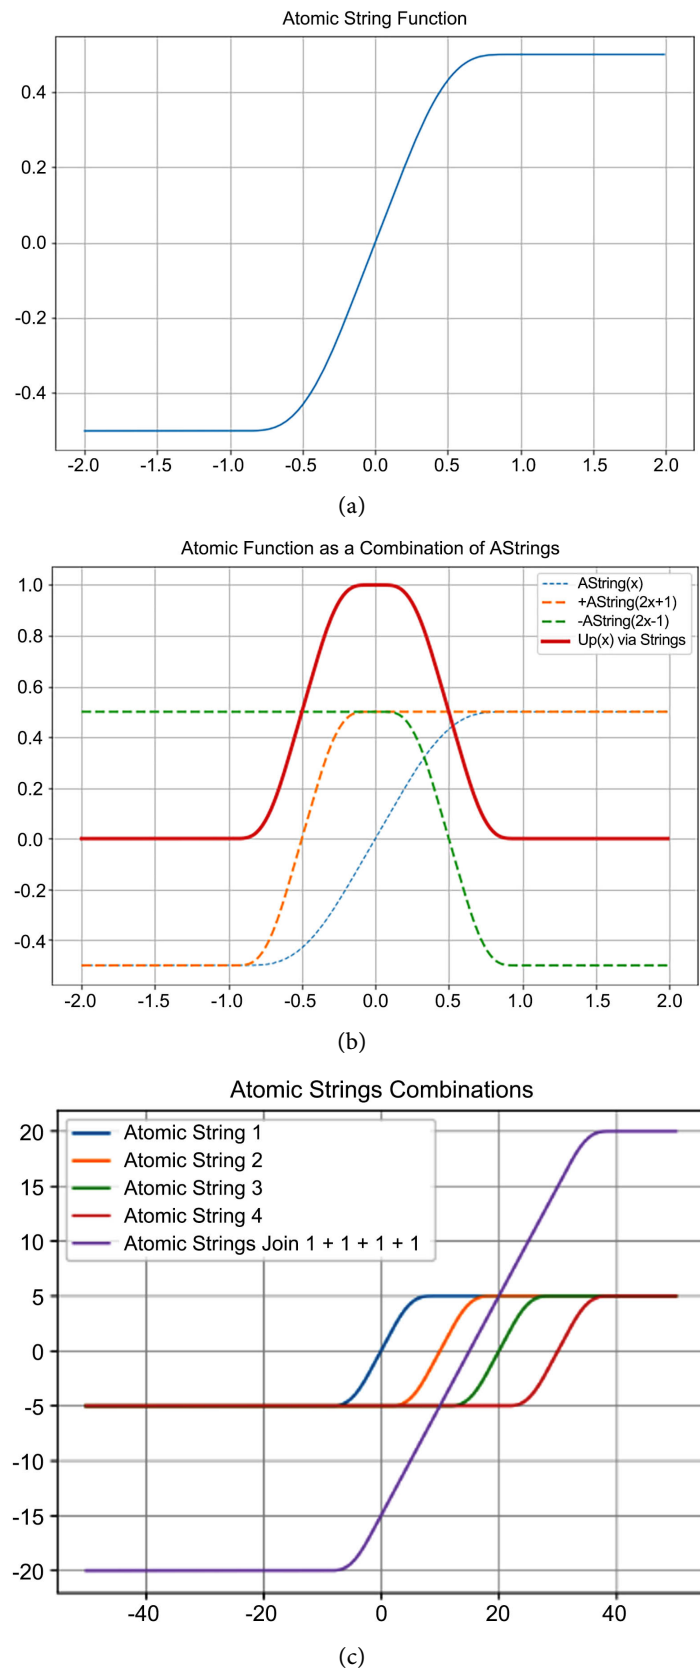 Atomic String Function
0.4
0.2
0.0
-0.2
-0.4
-2.0 -1.5 -1.0 -0.5 0.0 0.5 1.0 1.5 2.0
(a)
Atomic Function as a Combination of AStrings
1.0
0.8
0.6
0.4
0.2
0.0
-0.2
-0.4
AString(x)
+AString(2x+1)
-AString(2x-1)
Up(x) via Strings
-2.0 -1.5 -1.0 -0.5 0.0 0.5 1.0 1.5 2.0
(b)
Atomic Strings Combinations
20
15
10
5
0
-5
-10
-15
-20
Atomic String 1
Atomic String 2
Atomic String 3
Atomic String 4
Atomic Strings Join 1 + 1 + 1 + 1
-40 -20 0 20 40
(c)